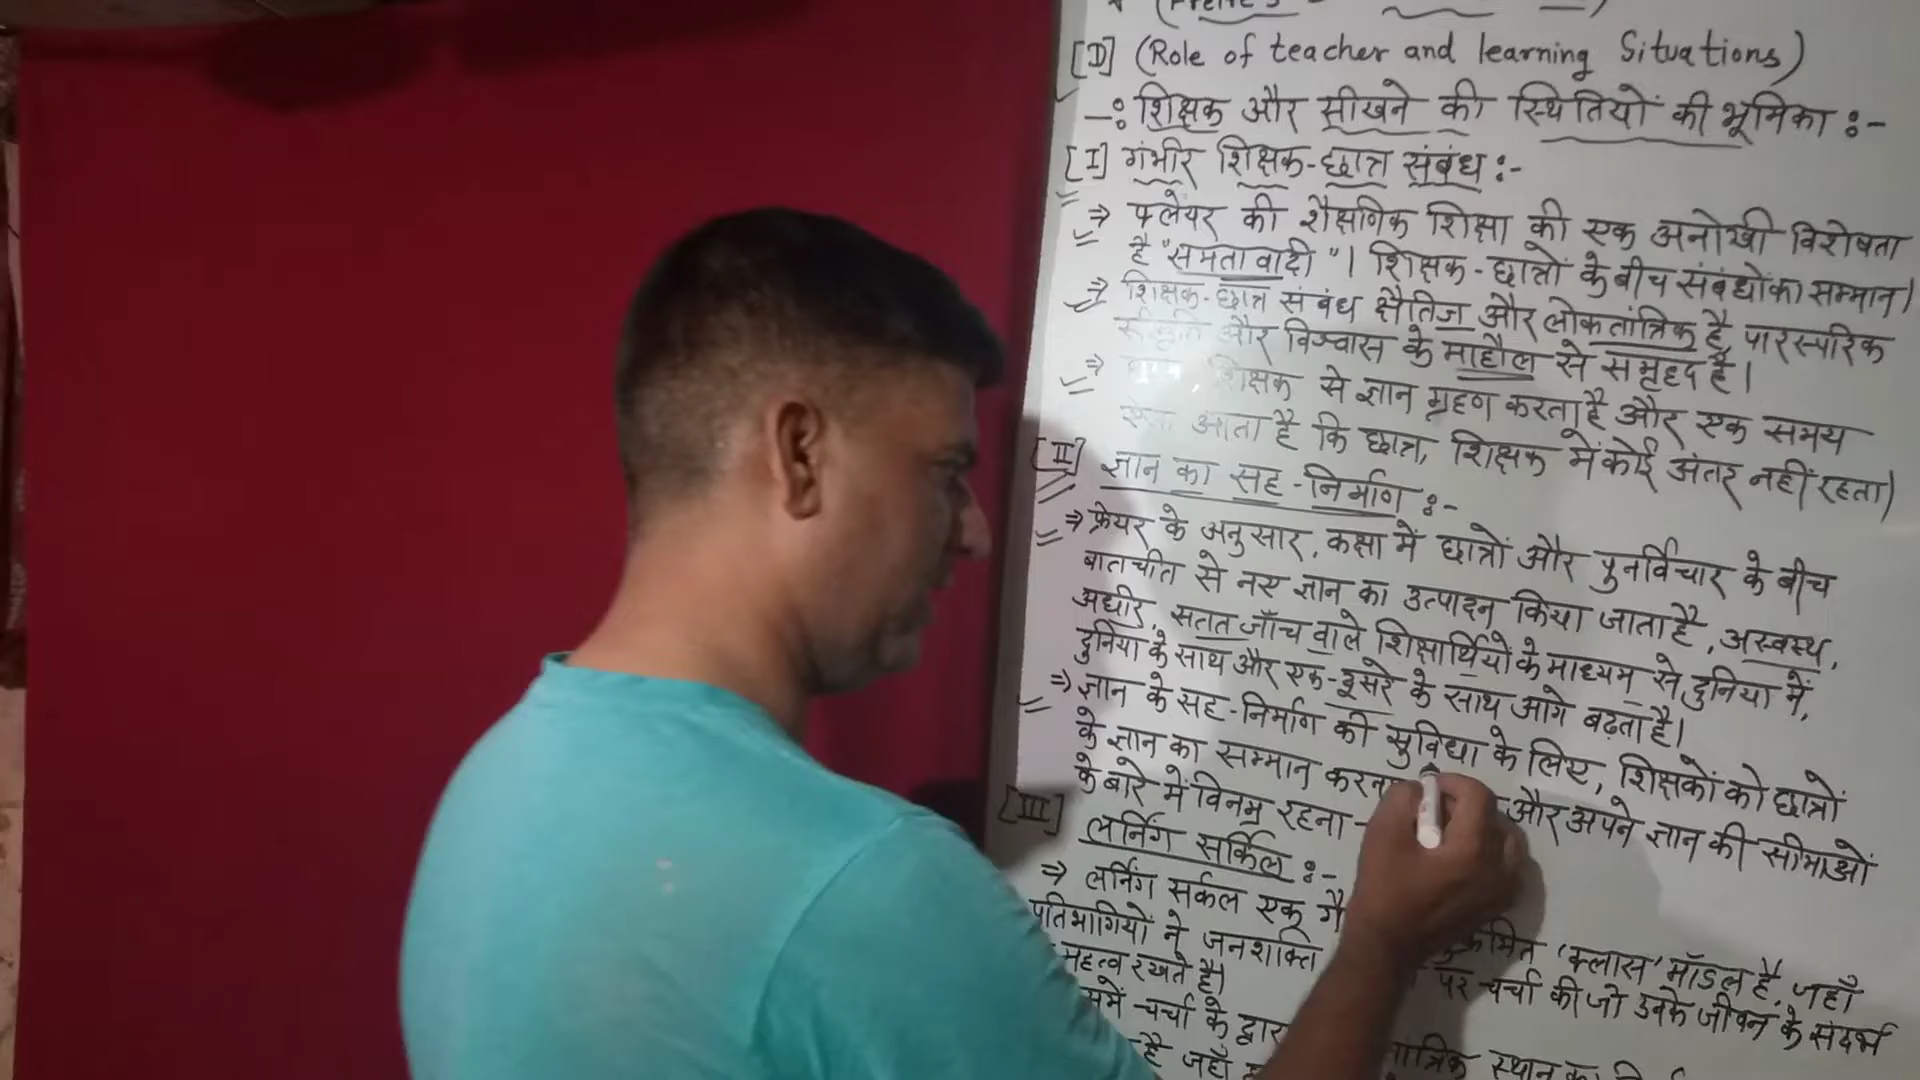 [D] (Role of teacher and learning Situations)
-: शिक्षक और सीखने की स्थितियों की भूमिका :-
[I] गंभीर शिक्षक-छात्र संबंध :-
⇒ फ्लेयर की शैक्षणिक शिक्षा की एक अनोखी विशेषता
है "समतावादी"। शिक्षक-छात्रों के बीच संबंधों का सम्मान।
⇒ शिक्षक-छात्र संबंध क्षैतिज और लोकतांत्रिक है, पारस्परिक
और विश्वास के माहौल से समृद्द है।
⇒ शिक्षक से ज्ञान ग्रहण करता है और एक समय
ऐसा आता है कि छात्र, शिक्षक में कोई अंतर नहीं रहता)
[II] ज्ञान का सह-निर्माण :-
⇒ फ्रेयर के अनुसार, कक्षा में छात्रों और पुनर्विचार के बीच
बातचीत से नए ज्ञान का उत्पादन किया जाता है, अस्वस्थ,
अधीर, सतत जाँच वाले शिक्षार्थियों के माध्यम से, दुनिया में,
दुनिया के साथ और एक-दूसरे के साथ आगे बढ़ता है।
⇒ ज्ञान के सह-निर्माण की सुविधा के लिए, शिक्षकों को छात्रों
के ज्ञान का सम्मान करना और अपने ज्ञान की सीमाओं
के बारे में विनम्र रहना
[III] लर्निंग सर्किल :-
⇒ लर्निंग सर्कल एक 'क्लास' मॉडल है, जहाँ
प्रतिभागियों ने जनशक्ति पर चर्चा की जो उनके जीवन के संदर्भ
महत्व रखते है।
चर्चा के द्वारा
है जहाँ स्थान का